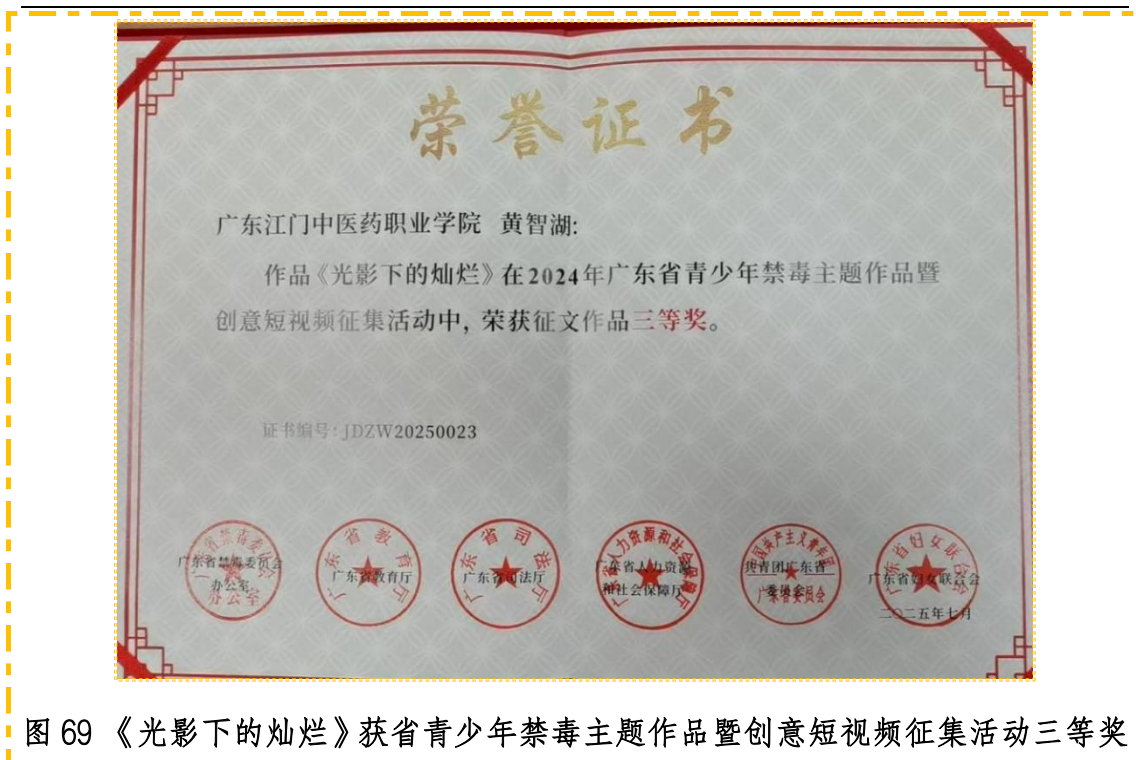 荣誉证书
广东江门中医药职业学院 黄智湖:
作品《光影下的灿烂》在2024年广东省青少年禁毒主题作品暨
创意短视频征集活动中，荣获征文作品三等奖。
证书编号：JDZW20250023
广东省禁毒委员会
办公室
广东省教育厅
广东省司法厅
广东省人力资源
和社会保障厅
共青团广东省
委员会
广东省妇女联合会
二〇二五年七月
图 69 《光影下的灿烂》获省青少年禁毒主题作品暨创意短视频征集活动三等奖